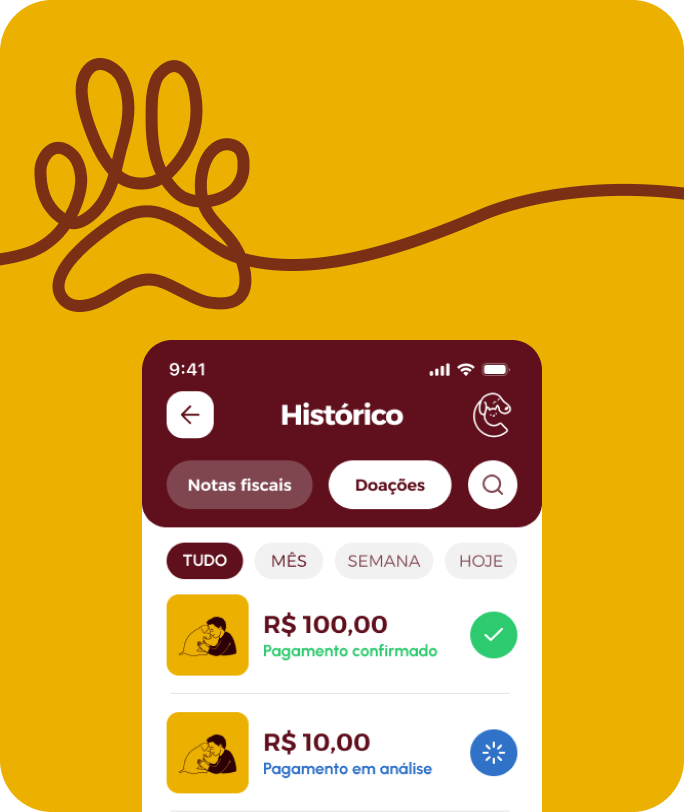 9:41
Histórico
Notas fiscais Doações
TUDO MÊS SEMANA HOJE
R$ 100,00
Pagamento confirmado
R$ 10,00
Pagamento em análise